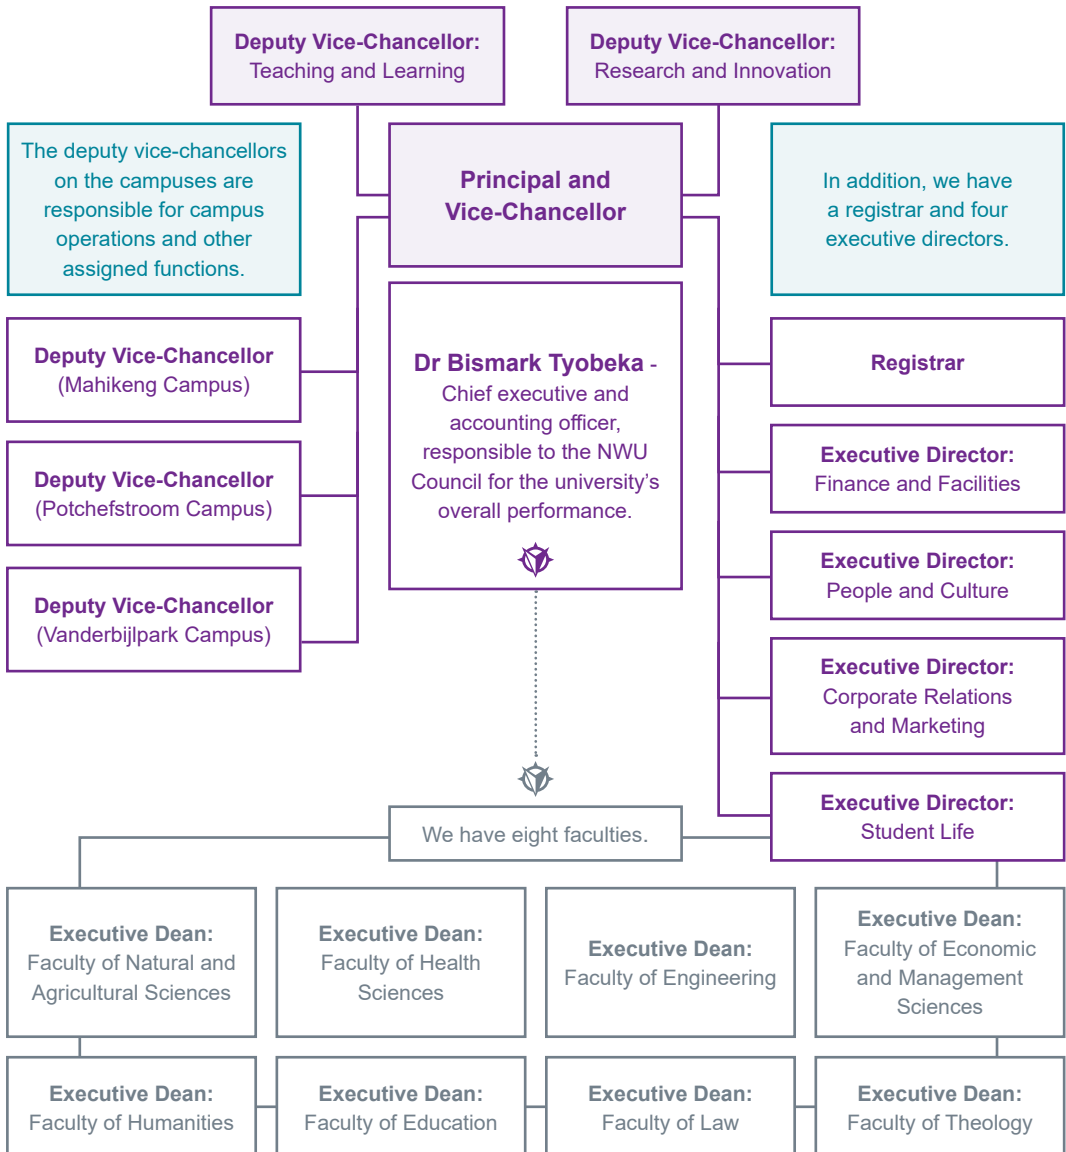 Deputy Vice-Chancellor:
Teaching and Learning
Deputy Vice-Chancellor:
Research and Innovation
The deputy vice-chancellors
on the campuses are
responsible for campus
operations and other
assigned functions.
Principal and
Vice-Chancellor
In addition, we have
a registrar and four
executive directors.
Deputy Vice-Chancellor
(Mahikeng Campus)
Deputy Vice-Chancellor
(Potchefstroom Campus)
Deputy Vice-Chancellor
(Vanderbijlpark Campus)
Dr Bismark Tyobeka -
Chief executive and
accounting officer,
responsible to the NWU
Council for the university’s
overall performance.
Registrar
Executive Director:
Finance and Facilities
Executive Director:
People and Culture
Executive Director:
Corporate Relations
and Marketing
Executive Director:
Student Life
We have eight faculties.
Executive Dean:
Faculty of Natural and
Agricultural Sciences
Executive Dean:
Faculty of Health
Sciences
Executive Dean:
Faculty of Engineering
Executive Dean:
Faculty of Economic
and Management
Sciences
Executive Dean:
Faculty of Humanities
Executive Dean:
Faculty of Education
Executive Dean:
Faculty of Law
Executive Dean:
Faculty of Theology